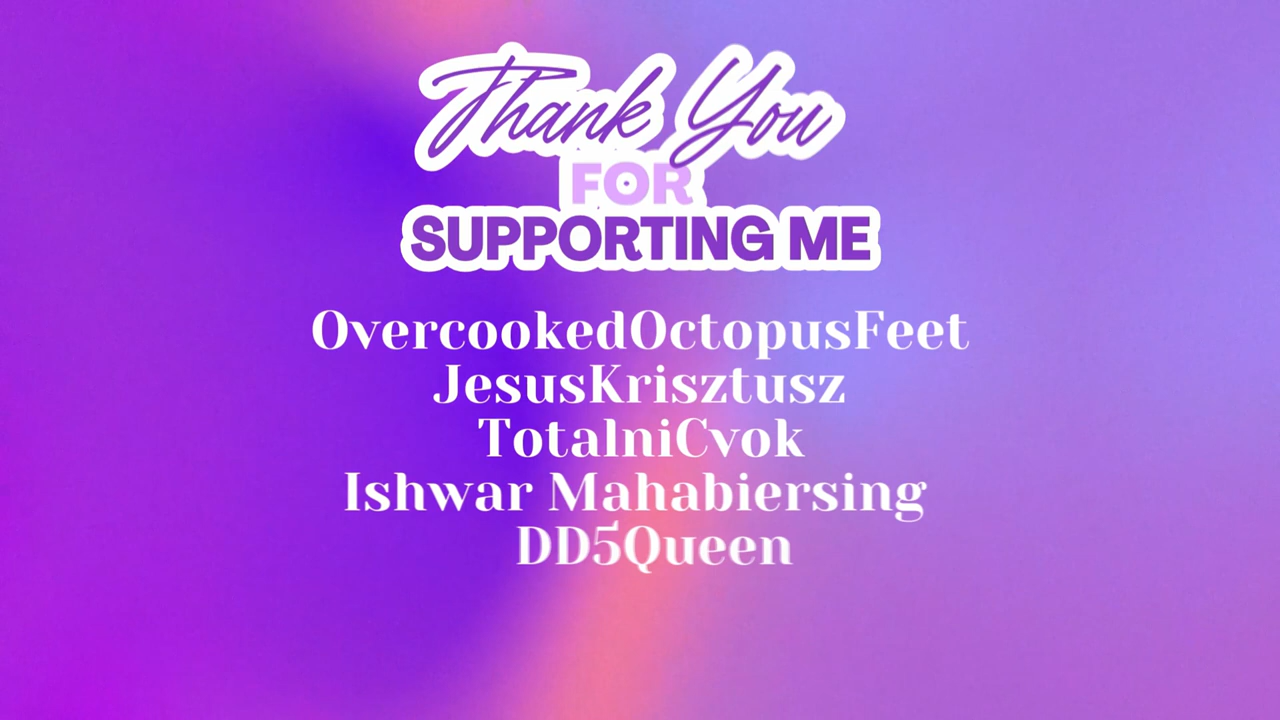 Thank You
FOR
SUPPORTING ME
OvercookedOctopusFeet
JesusKrisztusz
TotalniCvok
Ishwar Mahabiersing
DD5Queen